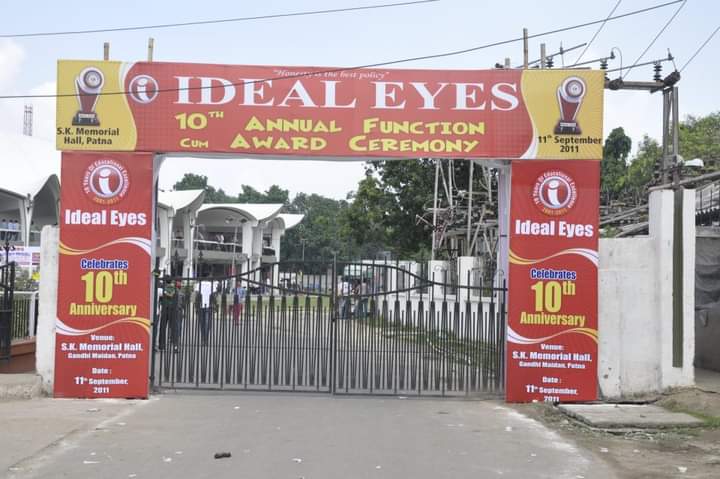 "Honesty is the best policy"
IDEAL EYES
10TH ANNUAL FUNCTION
CUM AWARD CEREMONY
S.K. Memorial
Hall, Patna
11th September
2011
Ideal Eyes
Celebrates
10th
Anniversary
Venue:
S.K. Memorial Hall,
Gandhi Maidan, Patna
Date :
11th September,
2011
Ideal Eyes
Celebrates
10th
Anniversary
Venue:
S.K. Memorial Hall,
Gandhi Maidan, Patna
Date :
11th September,
2011